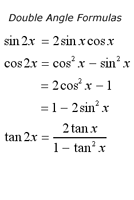 Double Angle Formulas
sin 2x = 2 sin x cos x
cos 2x = cos² x − sin² x
= 2 cos² x − 1
= 1 − 2 sin² x
tan 2x = 2 tan x / 1 − tan² x